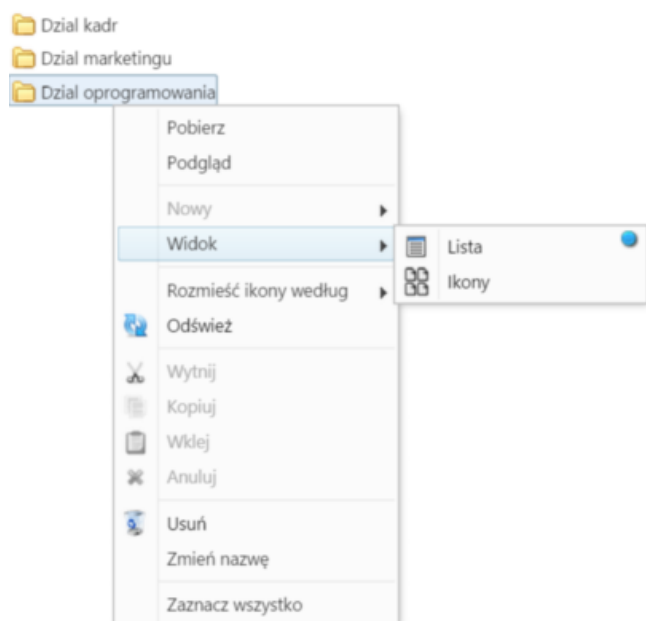 Dzial kadr
Dzial marketingu
Dzial oprogramowania
Pobierz
Podgląd
Nowy
Widok
Lista
Ikony
Rozmieść ikony według
Odśwież
Wytnij
Kopiuj
Wklej
Anuluj
Usuń
Zmień nazwę
Zaznacz wszystko